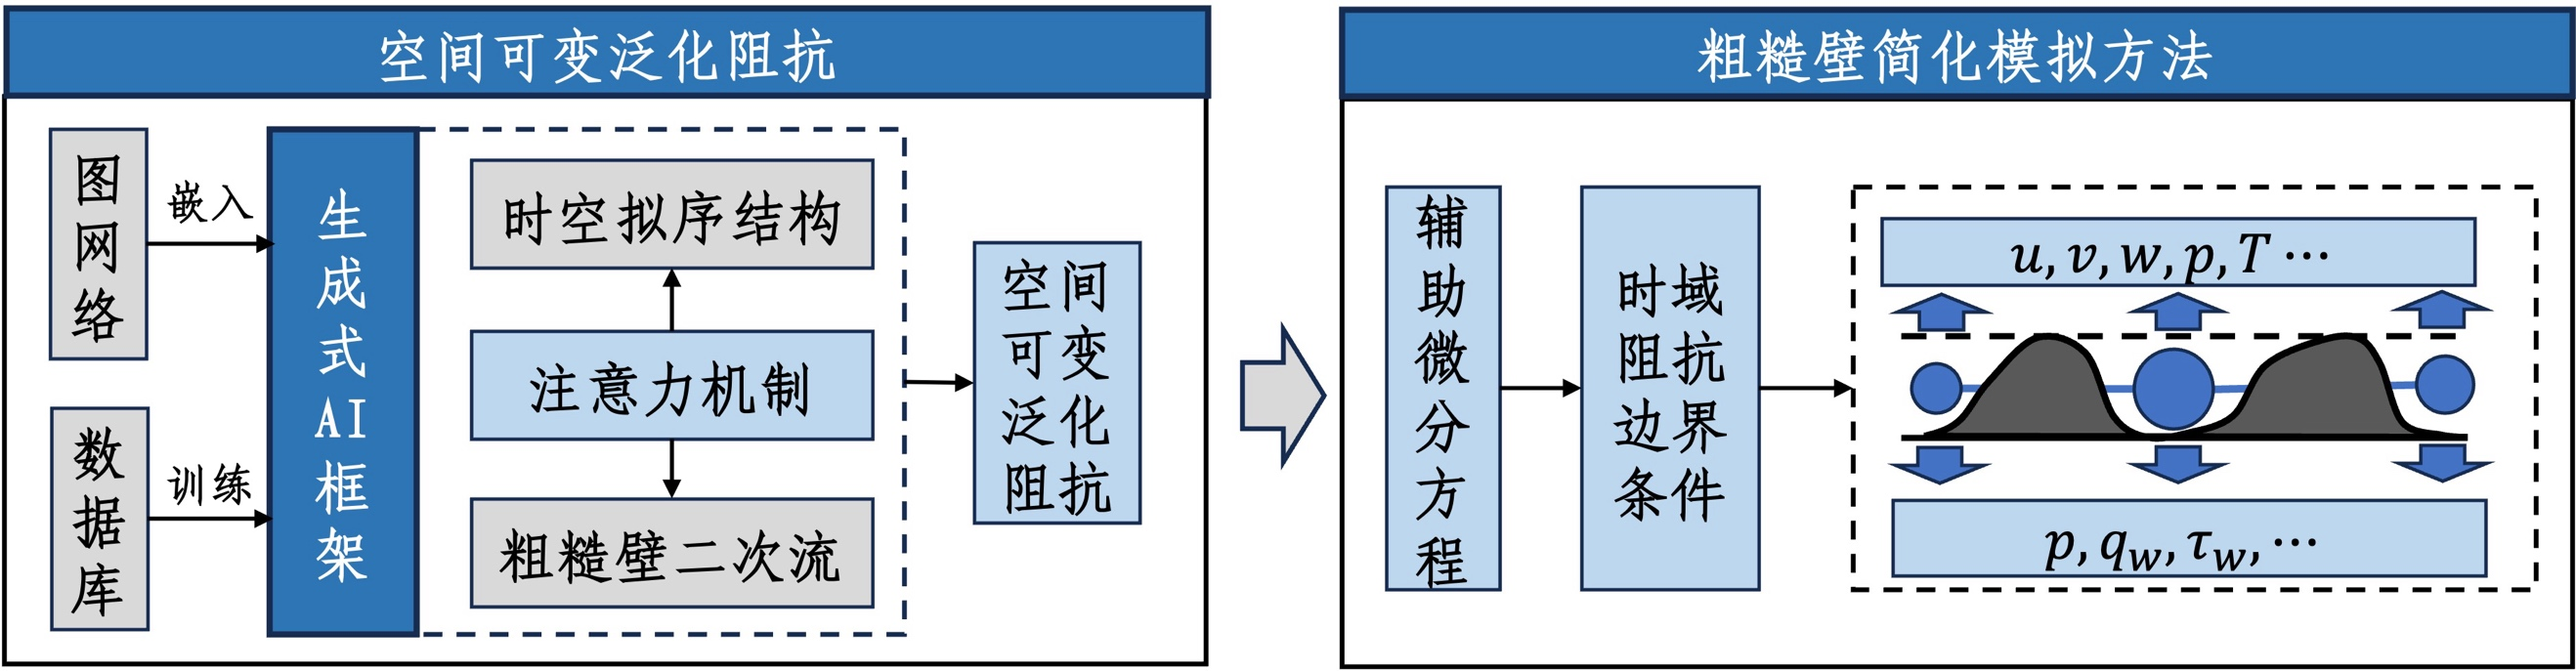 空间可变泛化阻抗
图
网
络
嵌入
数
据
库
训练
生
成
式
AI
框
架
时空拟序结构
注意力机制
粗糙壁二次流
空间
可变
泛化
阻抗
粗糙壁简化模拟方法
辅
助
微
分
方
程
时域
阻抗
边界
条件
u, v, w, p, T ⋯
p, q_w, τ_w, ⋯